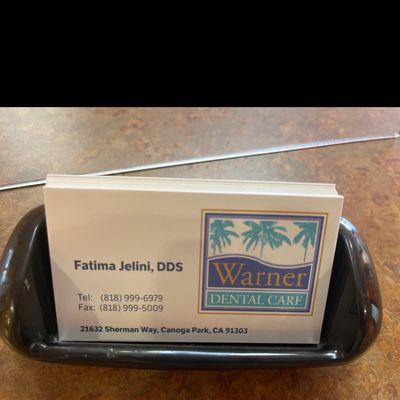 Fatima Jelini, DDS
Tel: (818) 999-6979
Fax: (818) 999-5009
Warner
DENTAL CARE
21632 Sherman Way, Canoga Park, CA 91303